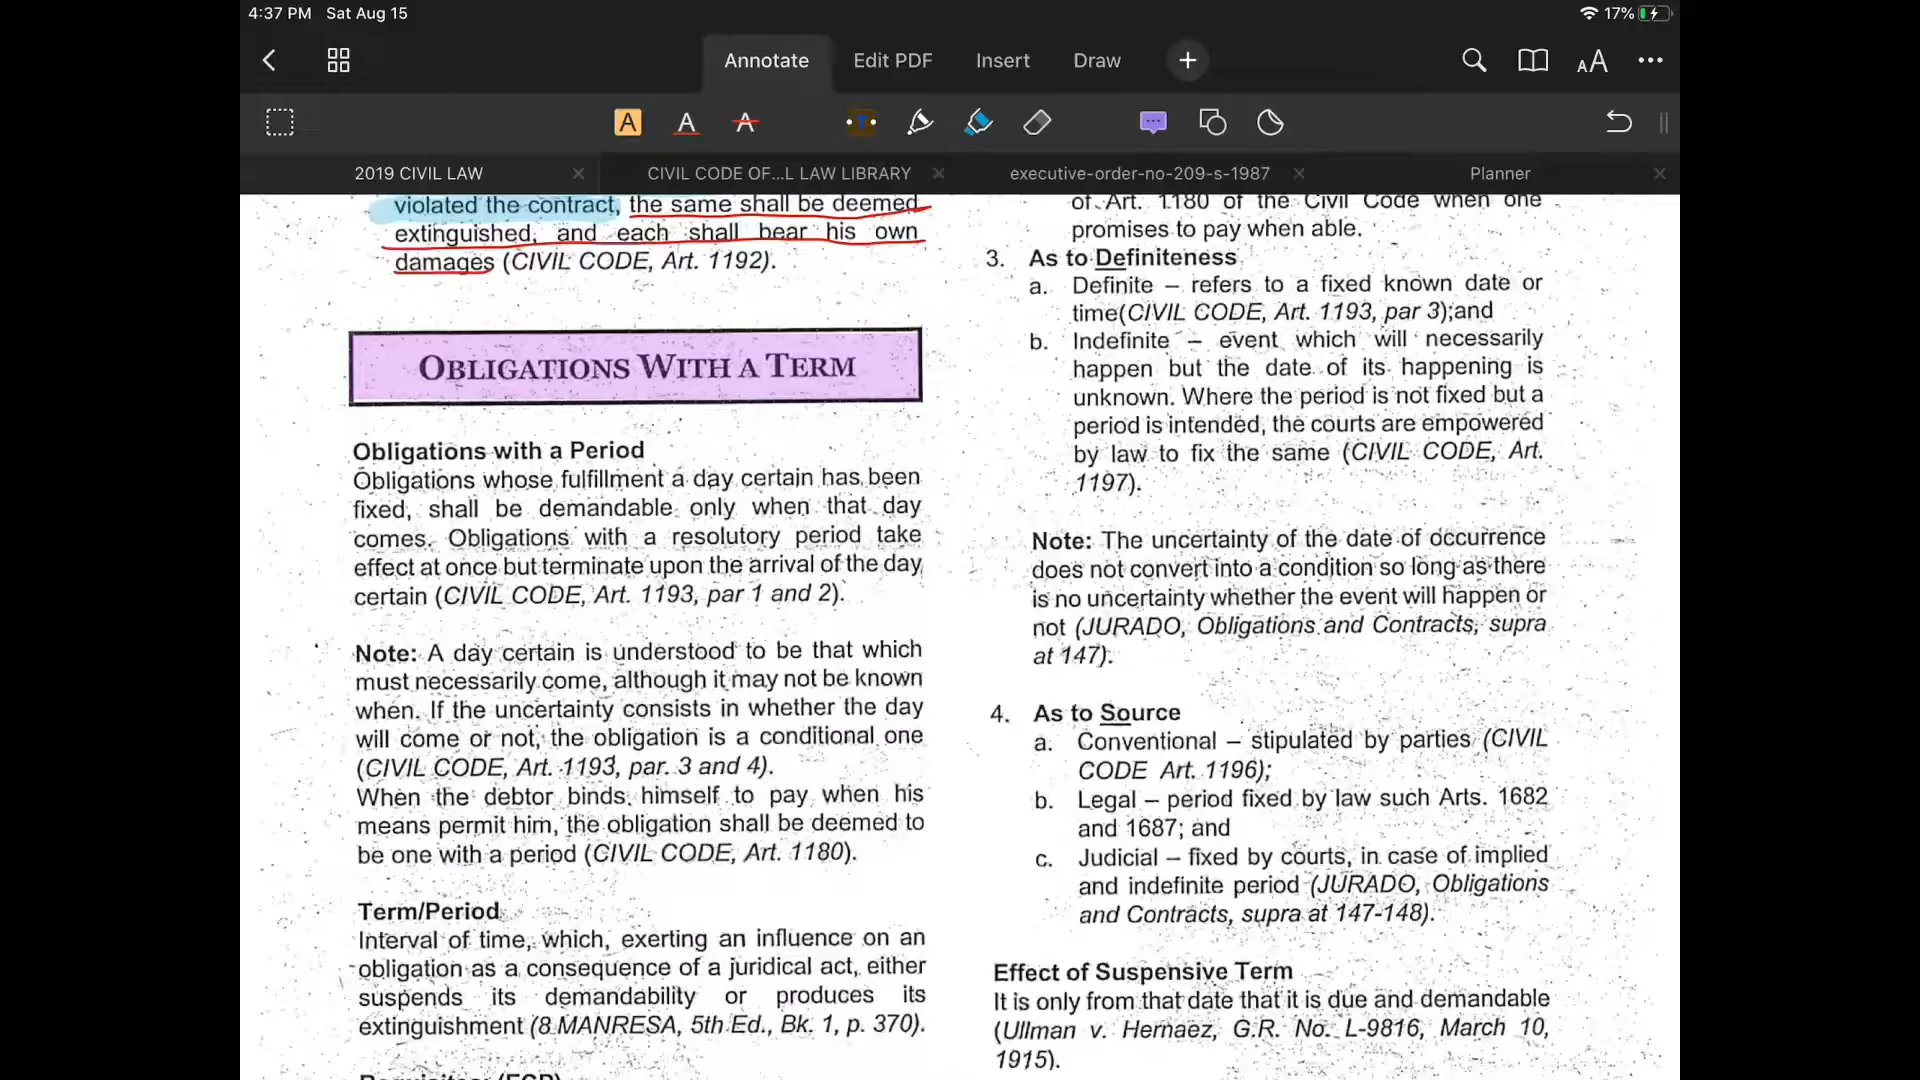 4:37 PM Sat Aug 15
17%
Annotate
Edit PDF
Insert
Draw
2019 CIVIL LAW
CIVIL CODE OF...L LAW LIBRARY
executive-order-no-209-s-1987
Planner
violated the contract, the same shall be deemed
extinguished, and each shall bear his own
damages (CIVIL CODE, Art. 1192).
OBLIGATIONS WITH A TERM
Obligations with a Period
Obligations whose fulfillment a day certain has been
fixed, shall be demandable only when that day
comes. Obligations with a resolutory period take
effect at once but terminate upon the arrival of the day
certain (CIVIL CODE, Art. 1193, par 1 and 2).
Note: A day certain is understood to be that which
must necessarily come, although it may not be known
when. If the uncertainty consists in whether the day
will come or not, the obligation is a conditional one
(CIVIL CODE, Art. 1193, par. 3 and 4).
When the debtor binds himself to pay when his
means permit him, the obligation shall be deemed to
be one with a period (CIVIL CODE, Art. 1180).
Term/Period
Interval of time, which, exerting an influence on an
obligation as a consequence of a juridical act, either
suspends its demandability or produces its
extinguishment (8 MANRESA, 5th Ed., Bk. 1, p. 370).
of Art. 1180 of the Civil Code when one
promises to pay when able.
3. As to Definiteness
a. Definite – refers to a fixed known date or
time(CIVIL CODE, Art. 1193, par 3);and
b. Indefinite – event which will necessarily
happen but the date of its happening is
unknown. Where the period is not fixed but a
period is intended, the courts are empowered
by law to fix the same (CIVIL CODE, Art.
1197).
Note: The uncertainty of the date of occurrence
does not convert into a condition so long as there
is no uncertainty whether the event will happen or
not (JURADO, Obligations and Contracts, supra
at 147).
4. As to Source
a. Conventional – stipulated by parties (CIVIL
CODE Art. 1196);
b. Legal – period fixed by law such Arts. 1682
and 1687; and
c. Judicial – fixed by courts, in case of implied
and indefinite period (JURADO, Obligations
and Contracts, supra at 147-148).
Effect of Suspensive Term
It is only from that date that it is due and demandable
(Ullman v. Hernaez, G.R. No. L-9816, March 10,
1915).